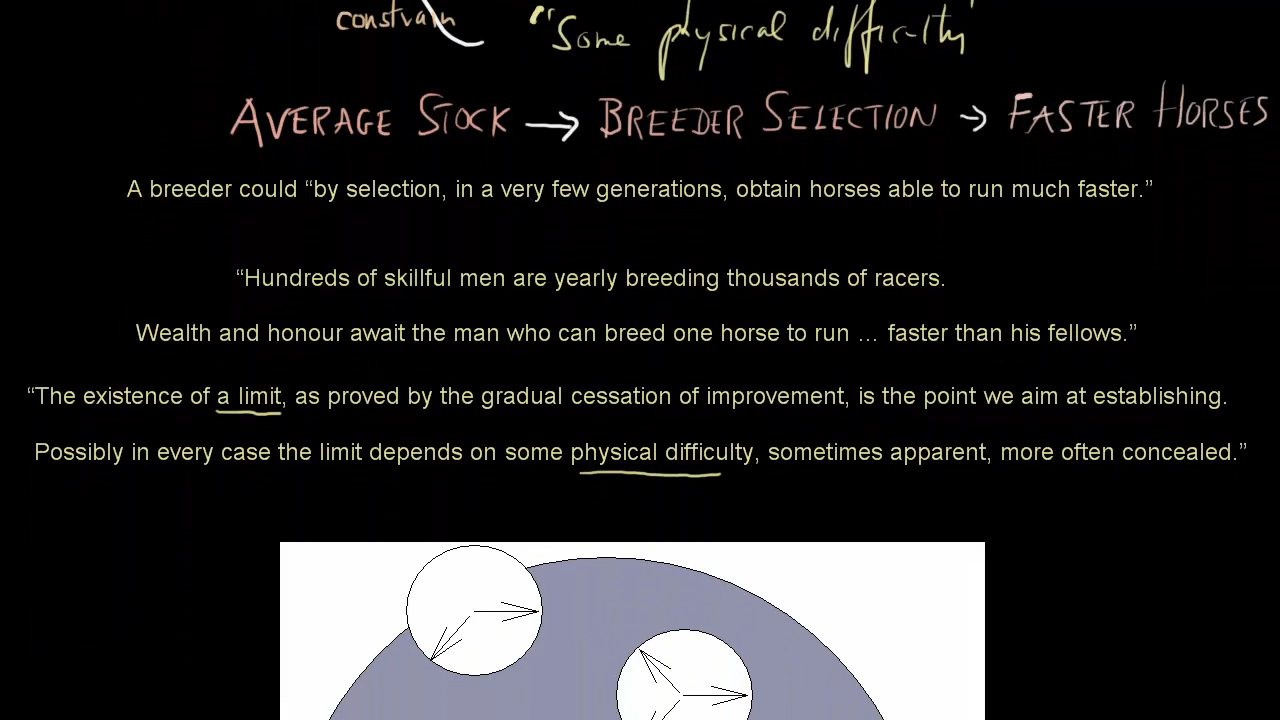 constrain "Some physical difficulty"
AVERAGE STOCK → BREEDER SELECTION → FASTER HORSES
A breeder could “by selection, in a very few generations, obtain horses able to run much faster.”
“Hundreds of skillful men are yearly breeding thousands of racers.
Wealth and honour await the man who can breed one horse to run … faster than his fellows.”
“The existence of a limit, as proved by the gradual cessation of improvement, is the point we aim at establishing.
Possibly in every case the limit depends on some physical difficulty, sometimes apparent, more often concealed.”